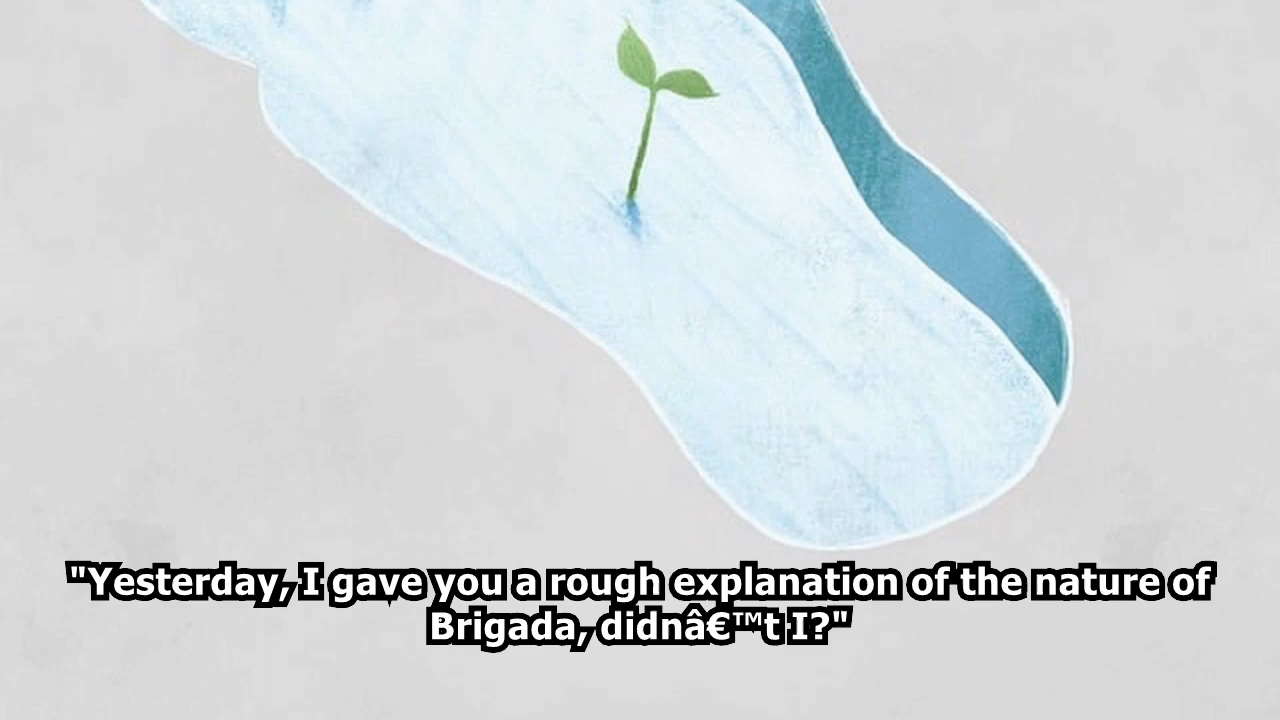 "Yesterday, I gave you a rough explanation of the nature of
Brigada, didnâ€™t I?"